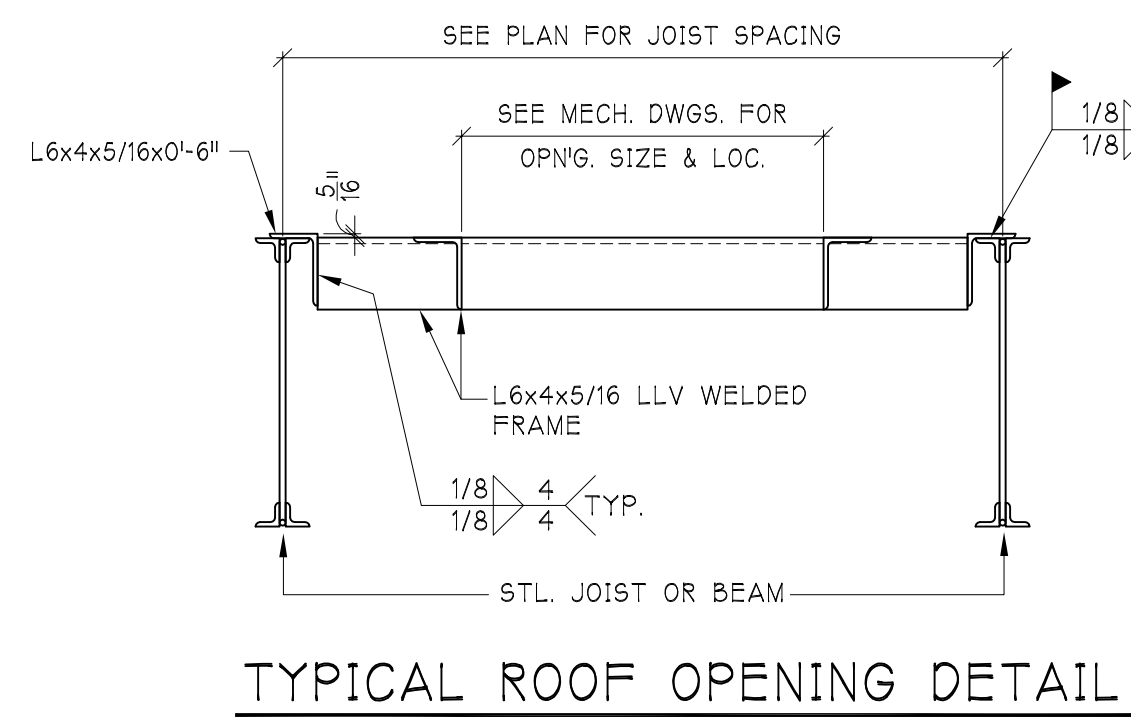 SEE PLAN FOR JOIST SPACING
SEE MECH. DWGS. FOR
OPN'G. SIZE & LOC.
1/8
1/8
L6x4x5/16x0'-6"
5/16"
L6x4x5/16 LLV WELDED
FRAME
1/8 4
1/8 4
TYP.
STL. JOIST OR BEAM
TYPICAL ROOF OPENING DETAIL